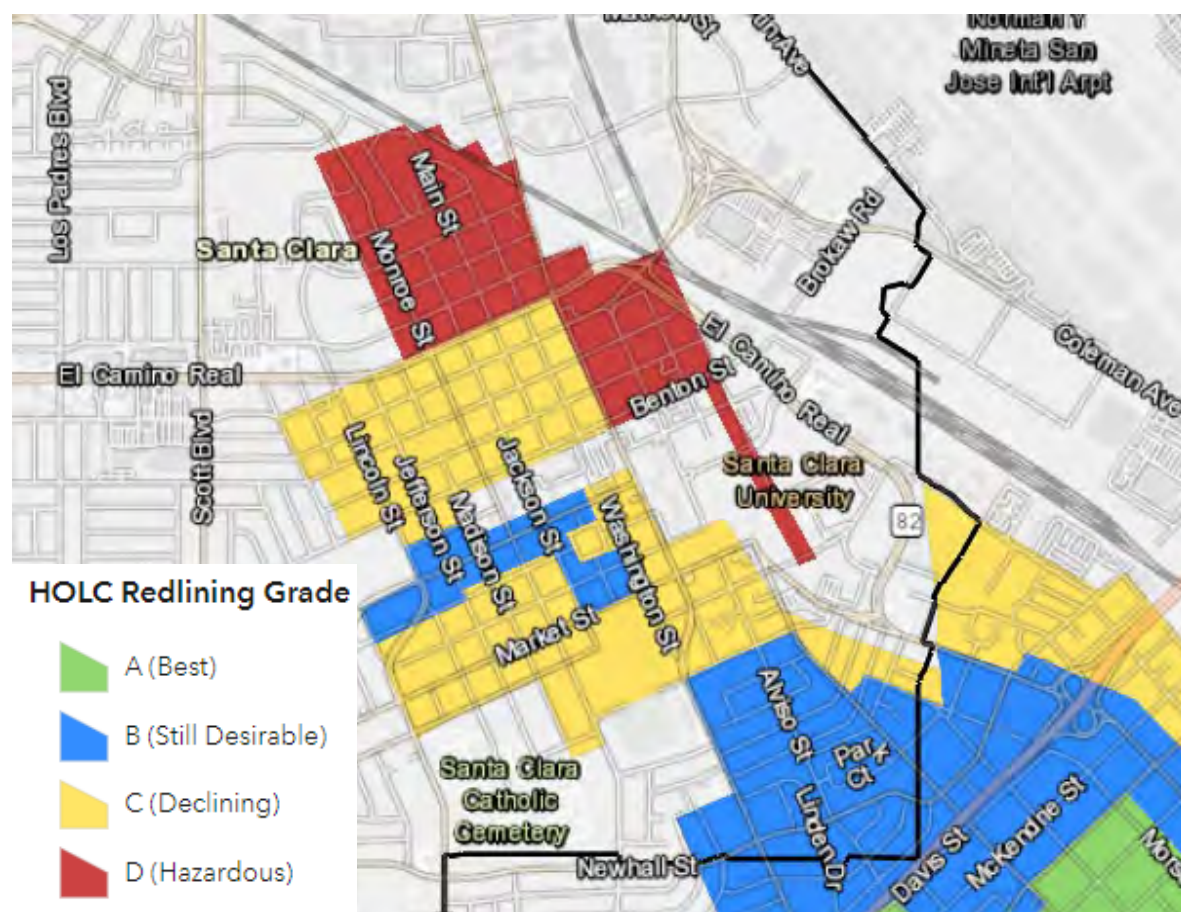 Norman Y
Mineta San
Jose Int'l Arpt
Los Padres Blvd
Main St
Brokaw Rd
Santa Clara
Monroe St
El Camino Real
Coleman Ave
El Camino Real
Benton St
Scott Blvd
Lincoln St
Jefferson St
Madison St
Jackson St
Washington St
Santa Clara
University
82
Market St
HOLC Redlining Grade
A (Best)
B (Still Desirable)
C (Declining)
D (Hazardous)
Alviso St
Park
Ct
Santa Clara
Catholic
Cemetery
Linden Dr
Newhall St
Davis St
McKendrie St